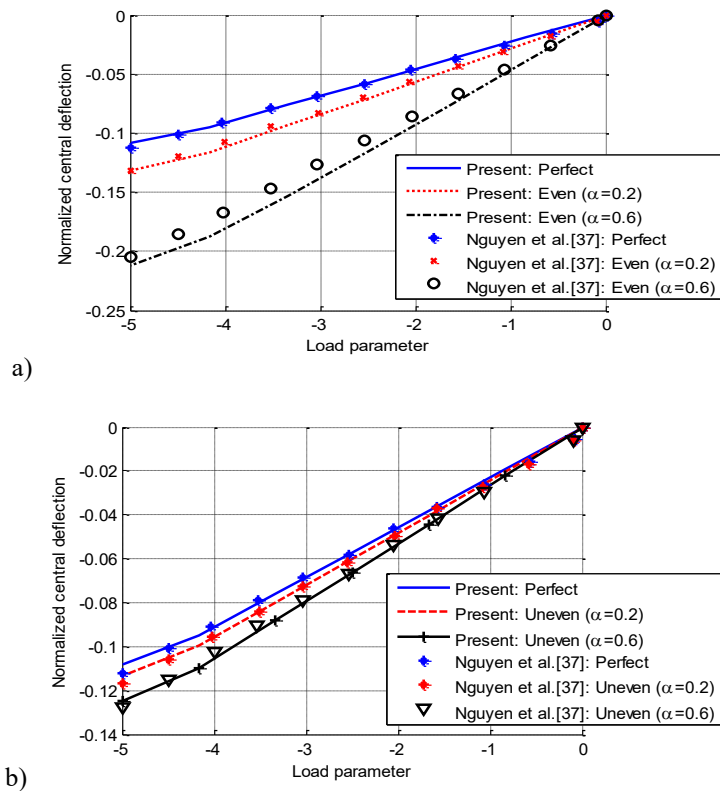 0
-0.05
-0.1
-0.15
-0.2
-0.25
Normalized central deflection
-5
-4
-3
-2
-1
0
Load parameter
Present: Perfect
Present: Even (α=0.2)
Present: Even (α=0.6)
Nguyen et al.[37]: Perfect
Nguyen et al.[37]: Even (α=0.2)
Nguyen et al.[37]: Even (α=0.6)
a)
0
-0.02
-0.04
-0.06
-0.08
-0.1
-0.12
-0.14
Normalized central deflection
-5
-4
-3
-2
-1
0
Load parameter
Present: Perfect
Present: Uneven (α=0.2)
Present: Uneven (α=0.6)
Nguyen et al.[37]: Perfect
Nguyen et al.[37]: Uneven (α=0.2)
Nguyen et al.[37]: Uneven (α=0.6)
b)